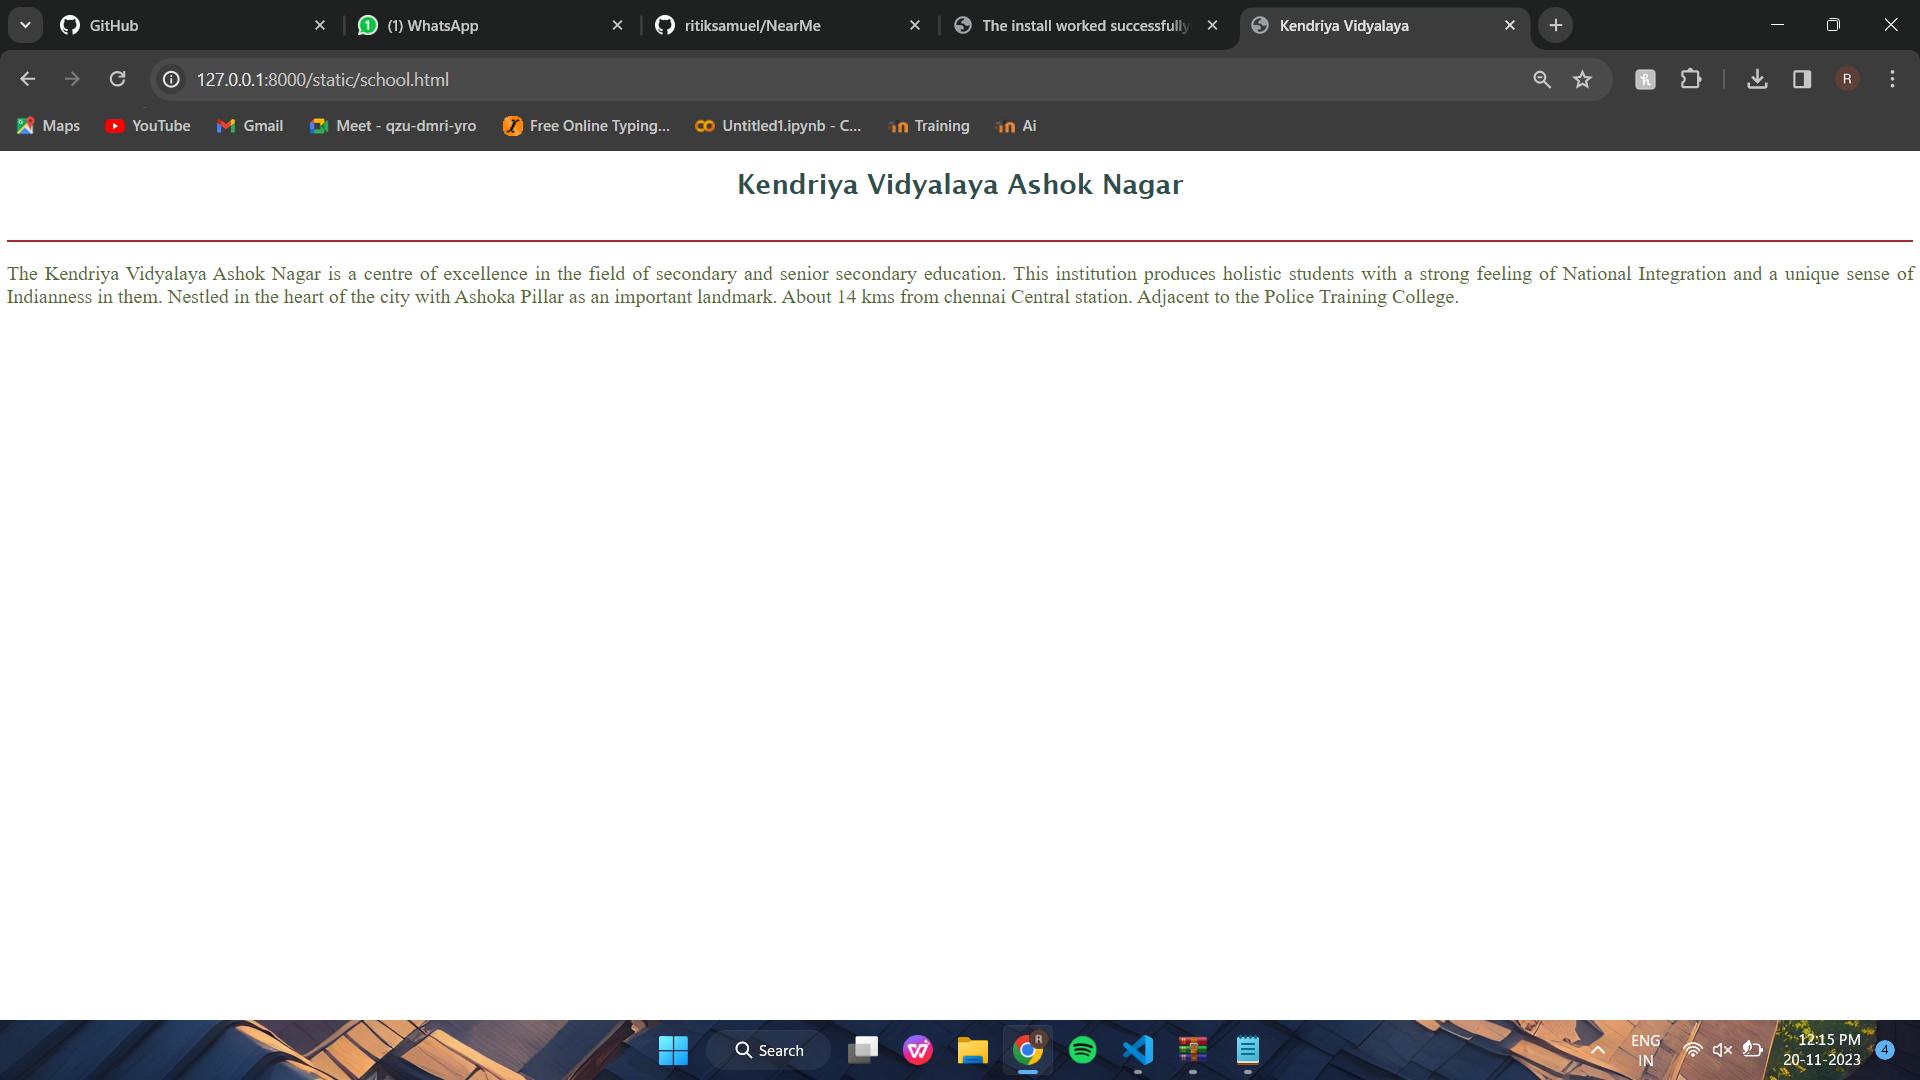 GitHub
(1) WhatsApp
ritiksamuel/NearMe
The install worked successfully
Kendriya Vidyalaya
127.0.0.1:8000/static/school.html
R
Maps
YouTube
Gmail
Meet - qzu-dmri-yro
Free Online Typing...
Untitled1.ipynb - C...
Training
Ai
Kendriya Vidyalaya Ashok Nagar
The Kendriya Vidyalaya Ashok Nagar is a centre of excellence in the field of secondary and senior secondary education. This institution produces holistic students with a strong feeling of National Integration and a unique sense of
Indianness in them. Nestled in the heart of the city with Ashoka Pillar as an important landmark. About 14 kms from chennai Central station. Adjacent to the Police Training College.
Search
R
ENG
IN
12:15 PM
20-11-2023
4